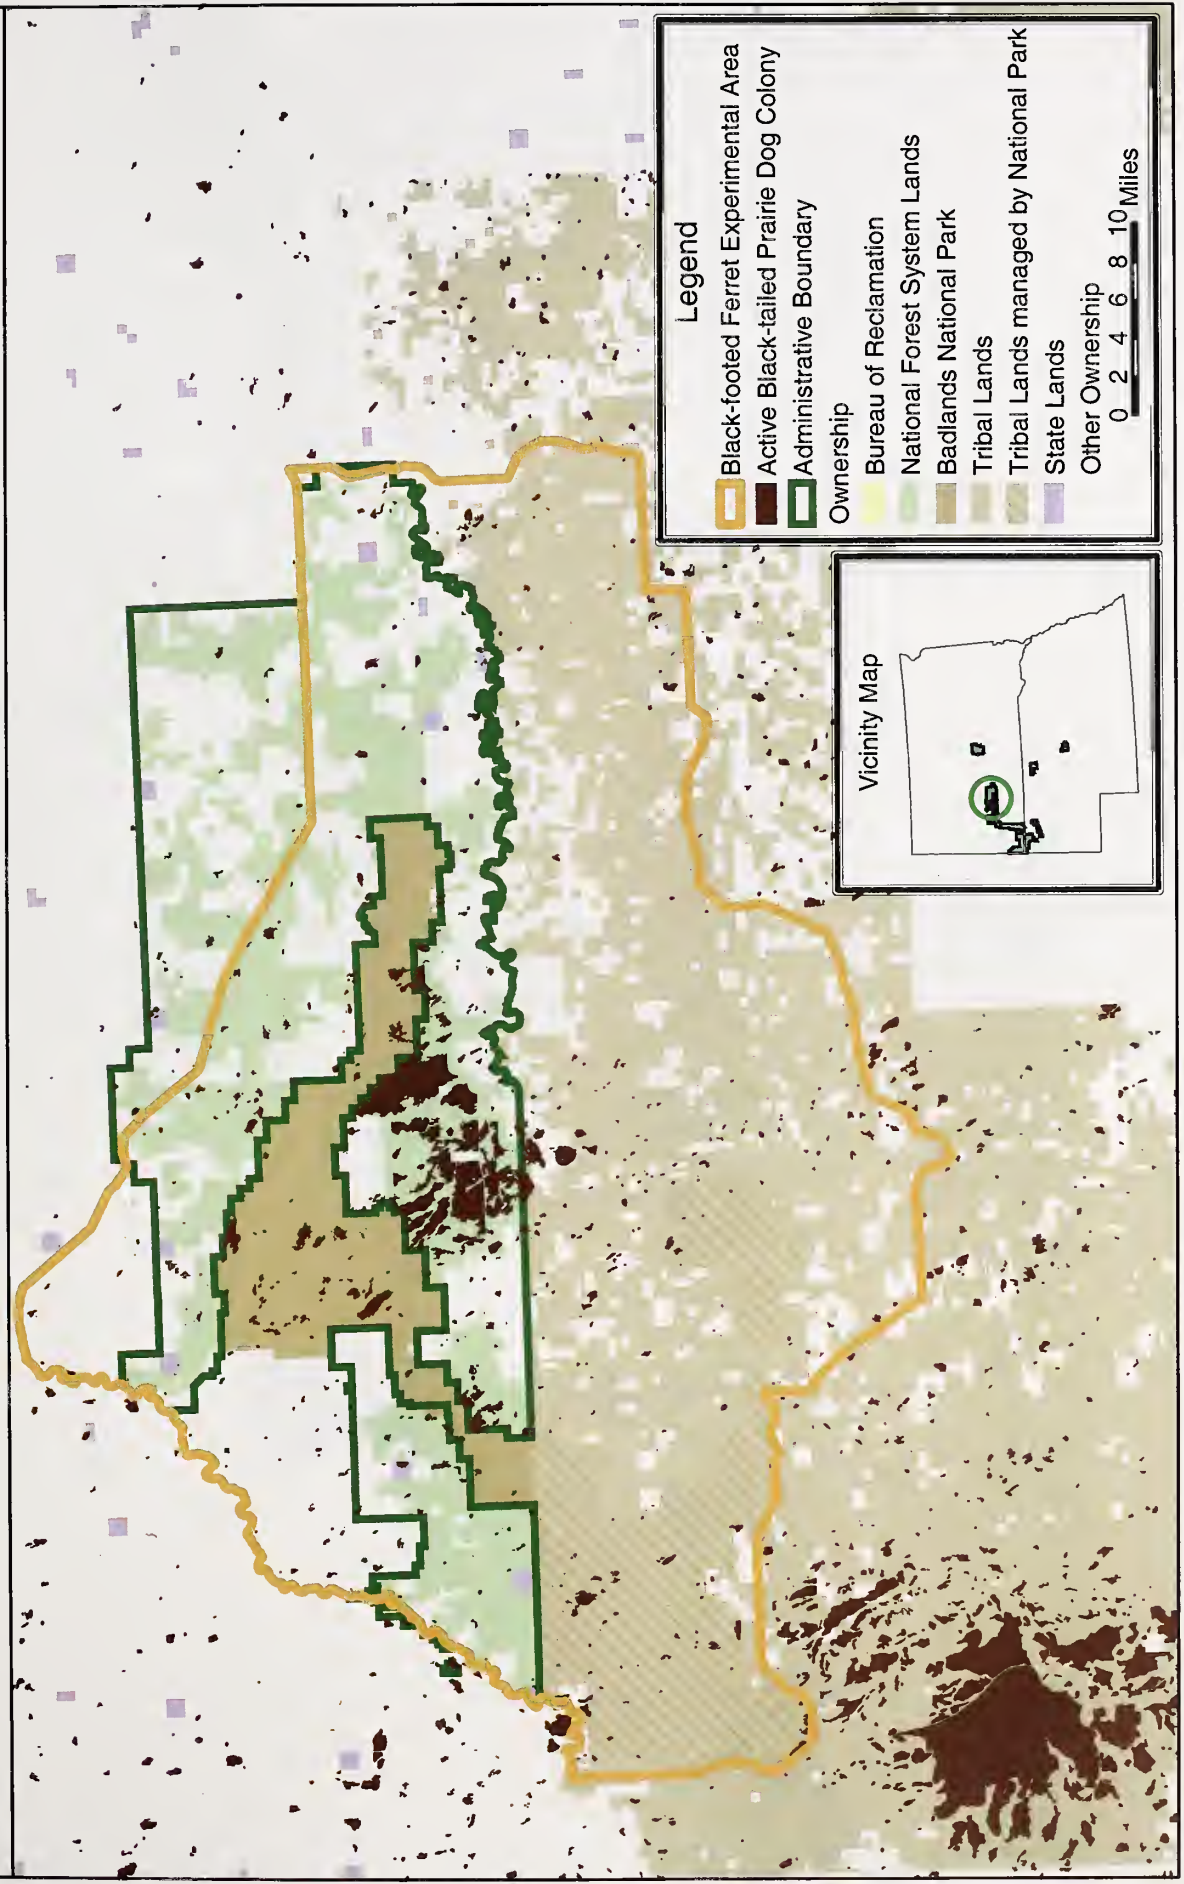 Legend
Black-footed Ferret Experimental Area
Active Black-tailed Prairie Dog Colony
Administrative Boundary
Ownership
Bureau of Reclamation
National Forest System Lands
Badlands National Park
Tribal Lands
Tribal Lands managed by National Park
State Lands
Other Ownership
0 2 4 6 8 10 Miles
Vicinity Map